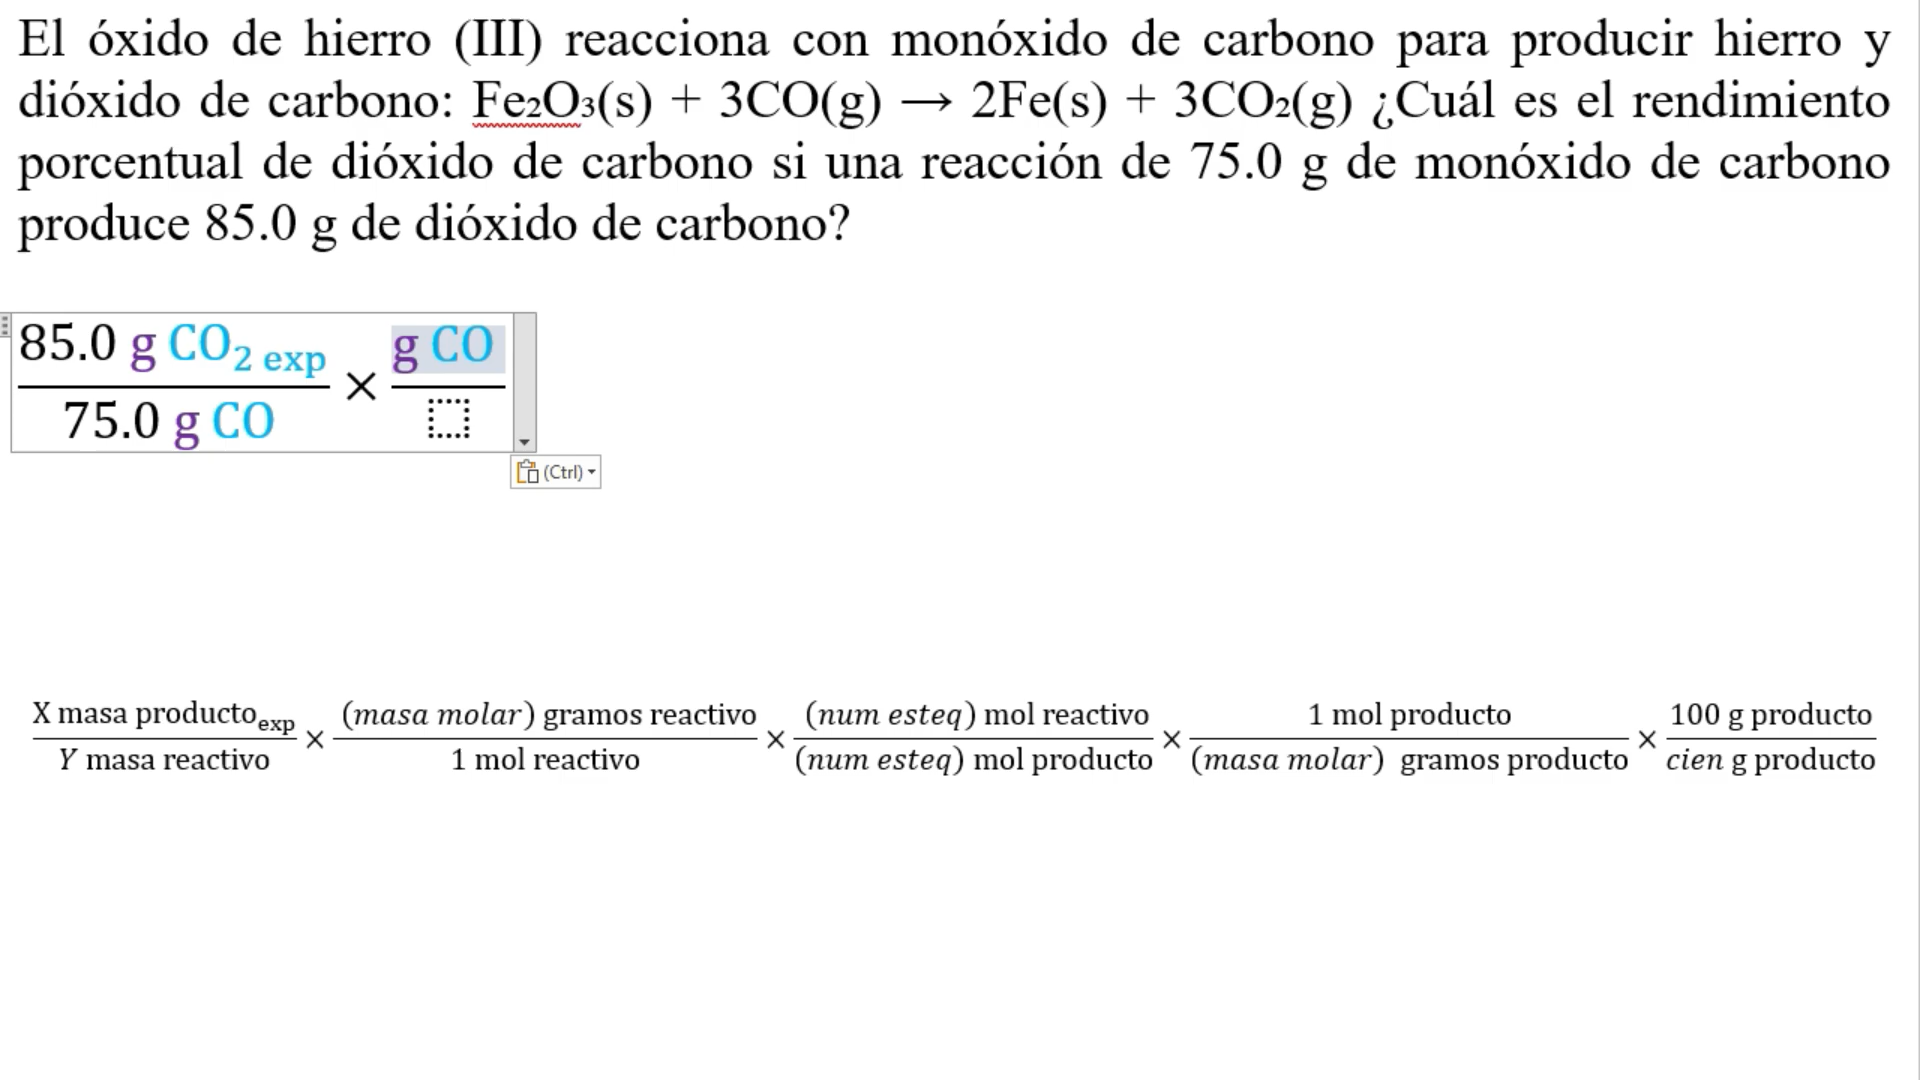 El óxido de hierro (III) reacciona con monóxido de carbono para producir hierro y
dióxido de carbono: Fe₂O₃(s) + 3CO(g) → 2Fe(s) + 3CO₂(g) ¿Cuál es el rendimiento
porcentual de dióxido de carbono si una reacción de 75.0 g de monóxido de carbono
produce 85.0 g de dióxido de carbono?
85.0 g CO₂ exp × g CO
75.0 g CO
(Ctrl)
X masa producto exp × (masa molar) gramos reactivo × (num esteq) mol reactivo × 1 mol producto × 100 g producto
Y masa reactivo 1 mol reactivo (num esteq) mol producto (masa molar) gramos producto cien g producto